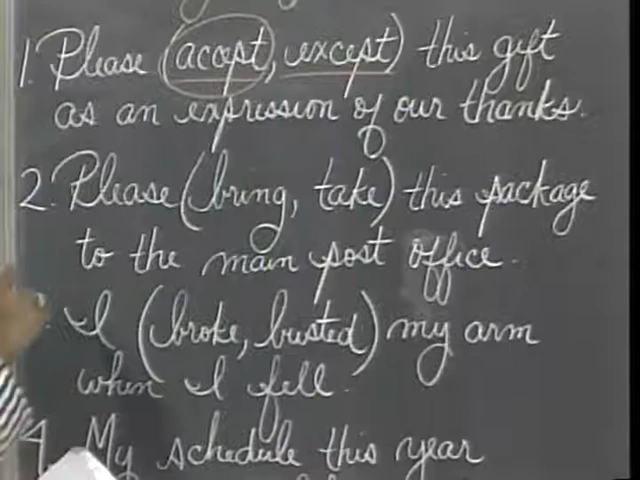 1. Please (accept, except) this gift
as an expression of our thanks.
2. Please (bring, take) this package
to the main post office.
I (broke, busted) my arm
when I fell.
4. My schedule this year